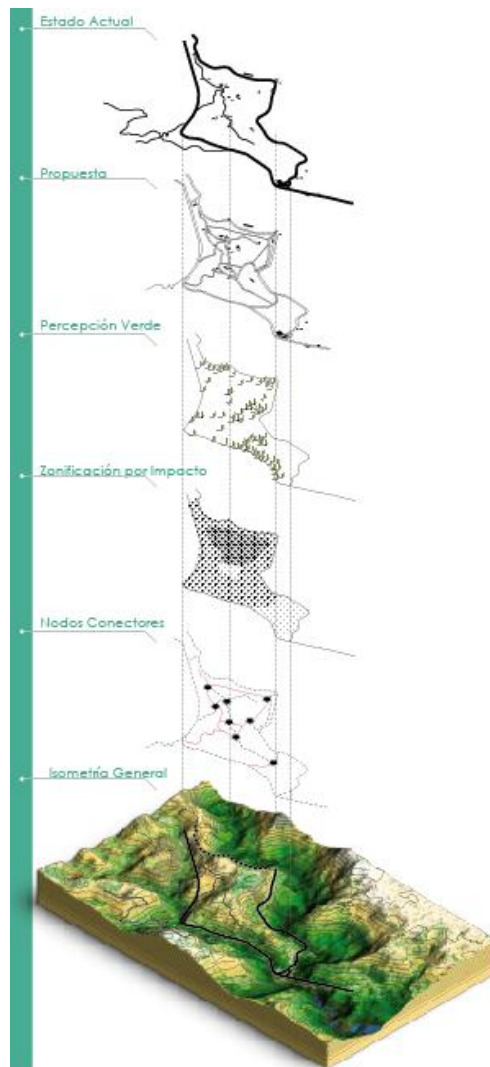 Estado Actual
Propuesta
Percepción Verde
Zonificación por Impacto
Nodos Conectores
Isometría General